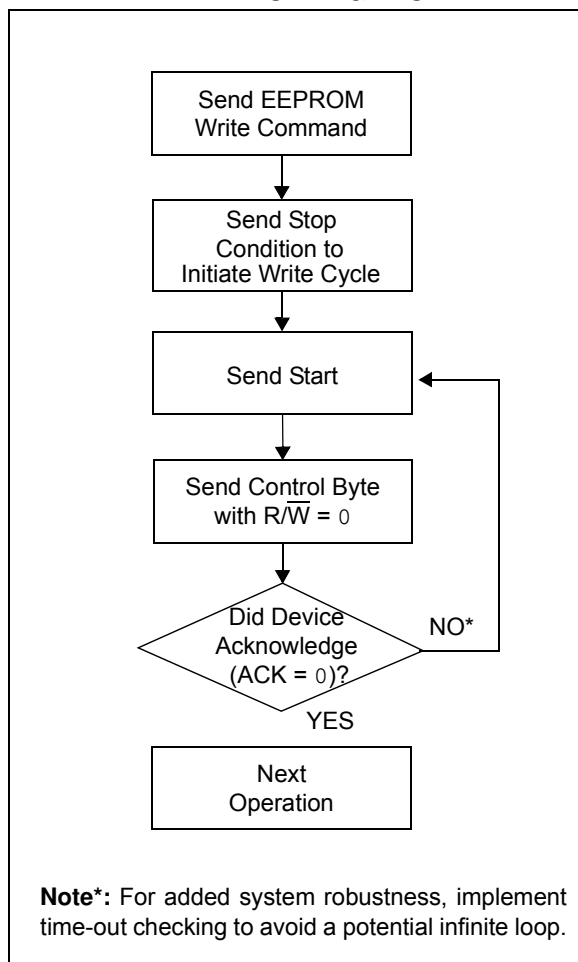 Send EEPROM
Write Command
Send Stop
Condition to
Initiate Write Cycle
Send Start
Send Control Byte
with R/W̅ = 0
Did Device
Acknowledge
(ACK = 0)?
NO*
YES
Next
Operation
Note*: For added system robustness, implement
time-out checking to avoid a potential infinite loop.